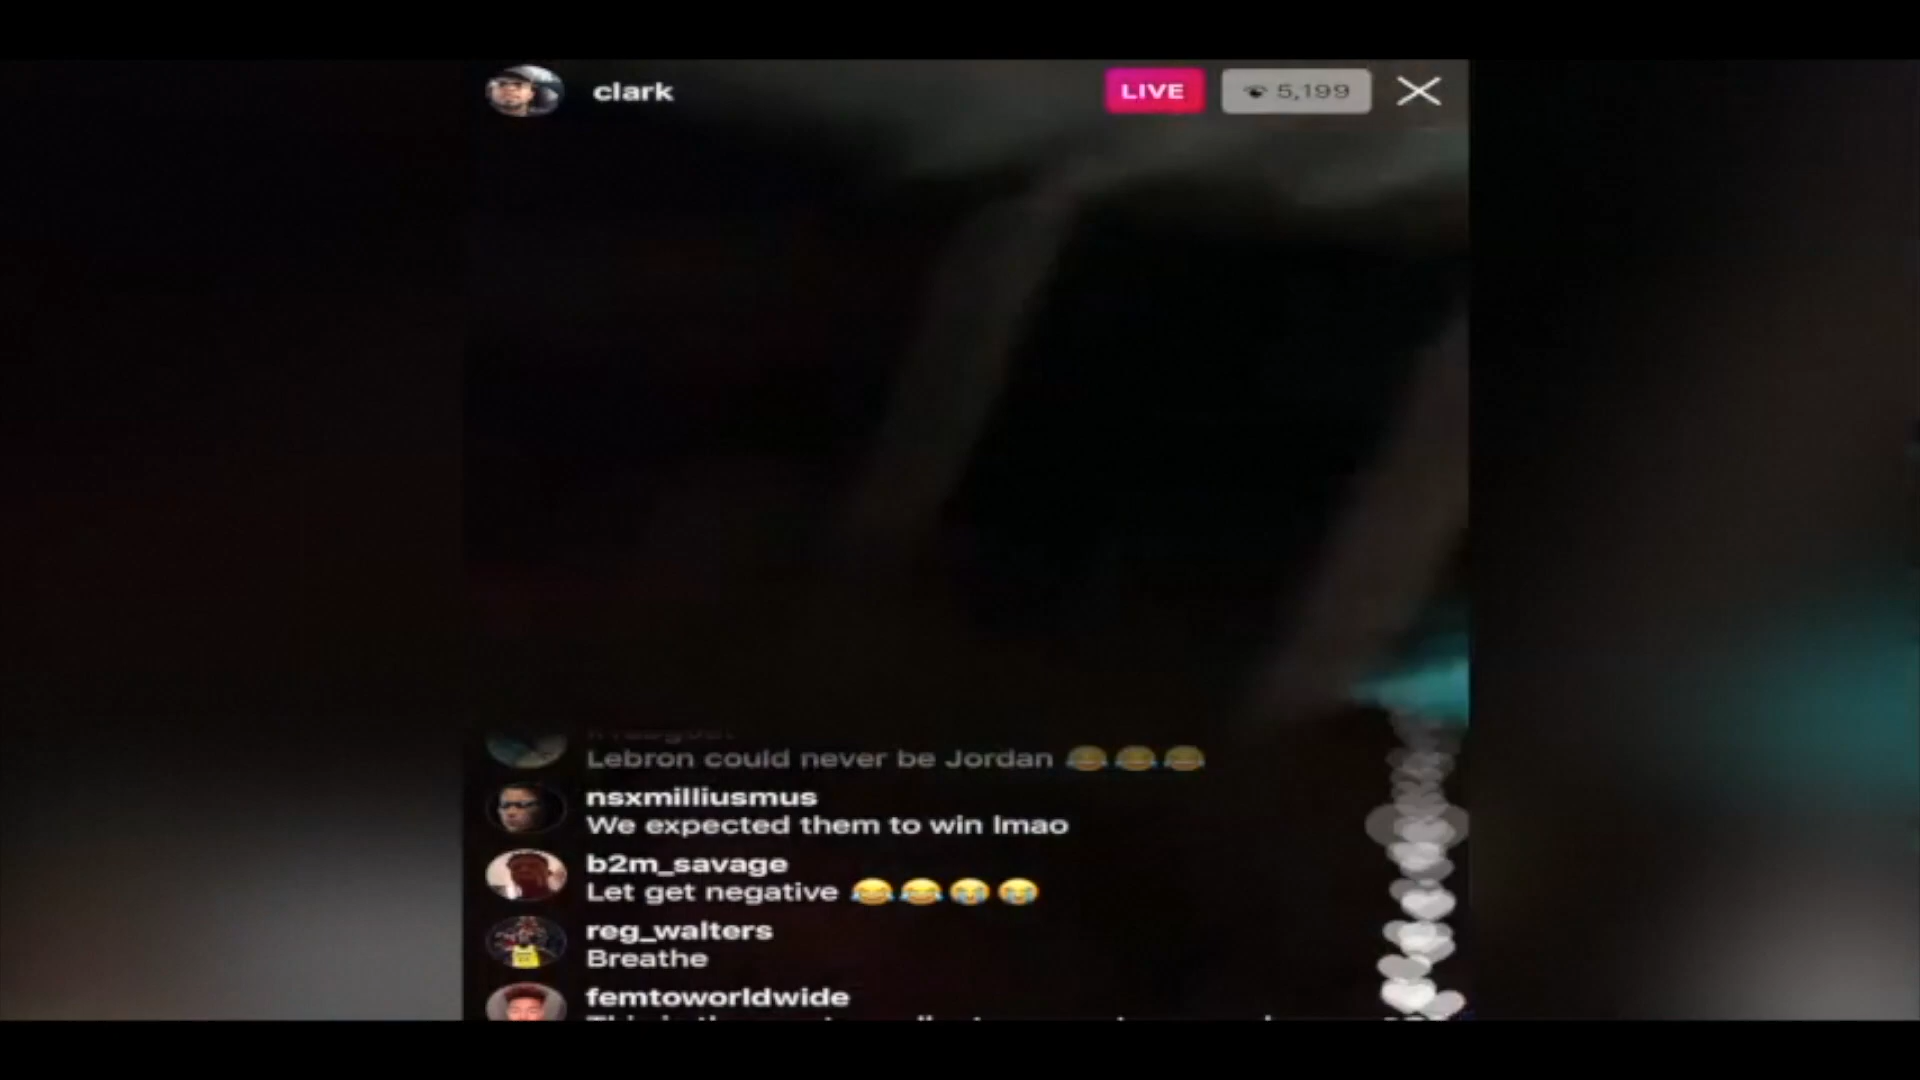 clark
LIVE
5,199
Lebron could never be Jordan 😂😂😂
nsxmilliusmus
We expected them to win lmao
b2m_savage
Let get negative 😂😂😭😭
reg_walters
Breathe
femtoworldwide